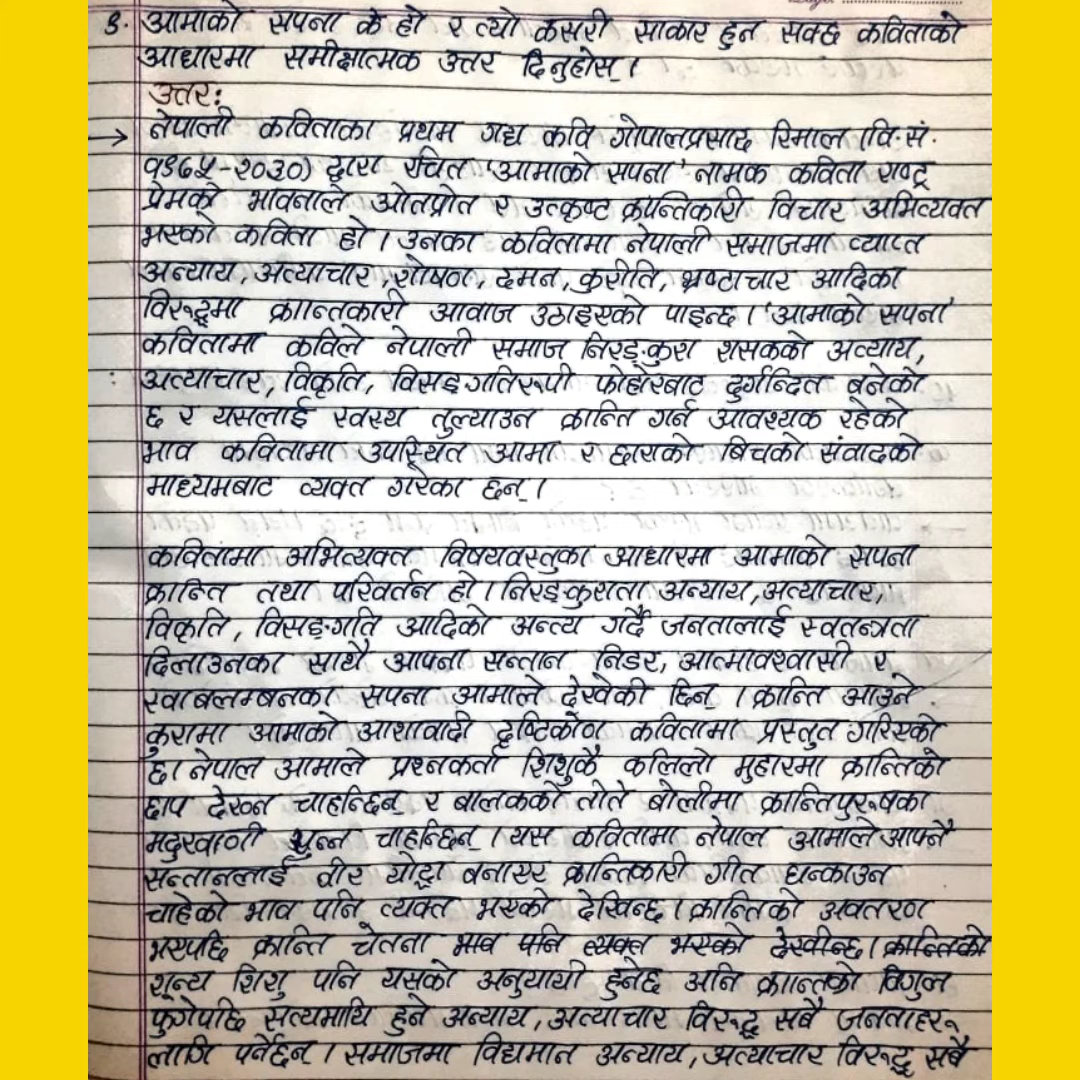 ३. आमाको सपना के हो र त्यो कसरी साकार हुन सक्छ कविताको
आधारमा समीक्षात्मक उत्तर दिनुहोस् ।
उत्तरः
→ नेपाली कविताका प्रथम गद्य कवि गोपालप्रसाद रिमाल (वि.सं.
१९७५-२०३०) द्वारा रचित 'आमाको सपना' नामक कविता राष्ट्र
प्रेमको भावनाले ओतप्रोत र उत्कृष्ट क्रान्तिकारी विचार अभिव्यक्त
भएको कविता हो । उनका कवितामा नेपाली समाजमा व्याप्त
अन्याय, अत्याचार, शोषण, दमन, कुरीति, भ्रष्टाचार आदिका
विरूद्धमा क्रान्तिकारी आवाज उठाइएको पाइन्छ । 'आमाको सपना'
कवितामा कविले नेपाली समाज निरङ्कुश शसकको अन्याय,
अत्याचार, विकृति, विसङ्गतिरूपी फोहोरबाट दुर्गन्दित बनेको
छ र यसलाई स्वस्थ तुल्याउन क्रान्ति गर्न आवश्यक रहेको
भाव कवितामा उपस्थित आमा र छोराको बिचको संवादको
माध्यमबाट व्यक्त गरेका छन् ।
कवितामा अभिव्यक्त विषयवस्तुका आधारमा आमाको सपना
क्रान्ति तथा परिवर्तन हो । निरङ्कुशता अन्याय, अत्याचार,
विकृति, विसङ्गति आदिको अन्त्य गर्दै जनतालाई स्वतन्त्रता
दिलाउनका साथै आपना सन्तान निडर, आत्माविश्वासी र
स्वाबलम्बनका सपना आमाले देखेकी छिन् । क्रान्ति आउने
कुरामा आमाको आशावादी दृष्टिकोण कवितामा प्रस्तुत गरिएको
छ। नेपाल आमाले प्रश्नकर्ता शिशुकै कलिलो मुहारमा क्रान्तिको
छाप देख्न चाहन्छिन् र बालकको तोते बोलीमा क्रान्तिपुरूषका
मदुरवाणी सुन्न चाहन्छिन् । यस कवितामा नेपाल आमाले आफ्नै
सन्तानलाई वीर योद्धा बनाएर क्रान्तिकारी गीत घन्काउन
चाहेको भाव पनि व्यक्त भएको देखिन्छ । क्रान्तिको अवतरण
भएपछि क्रान्ति चेतना भाव पनि व्यक्त भएको देखीन्छ । क्रान्तिको
शून्य शिशु पनि यसको अनुयायी हुनेछ अनि क्रान्तिको विगुल
फुगेपछि सत्यमाथि हुने अन्याय, अत्याचार विरूद्ध सबै जनताहरू
लागि पर्नेछन् । समाजमा विद्यमान अन्याय, अत्याचार विरूद्ध सबै